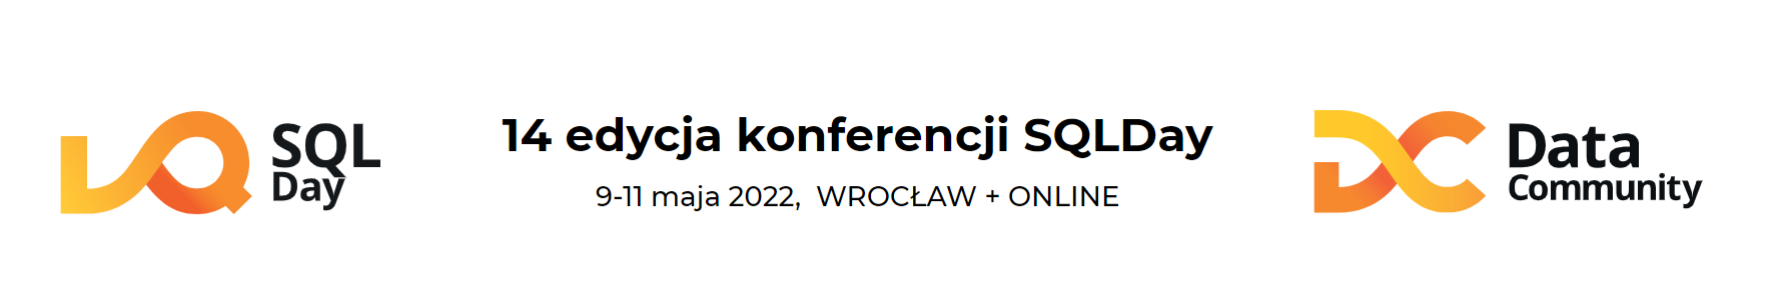 SQL
Day
14 edycja konferencji SQLDay
9-11 maja 2022, WROCŁAW + ONLINE
Data
Community